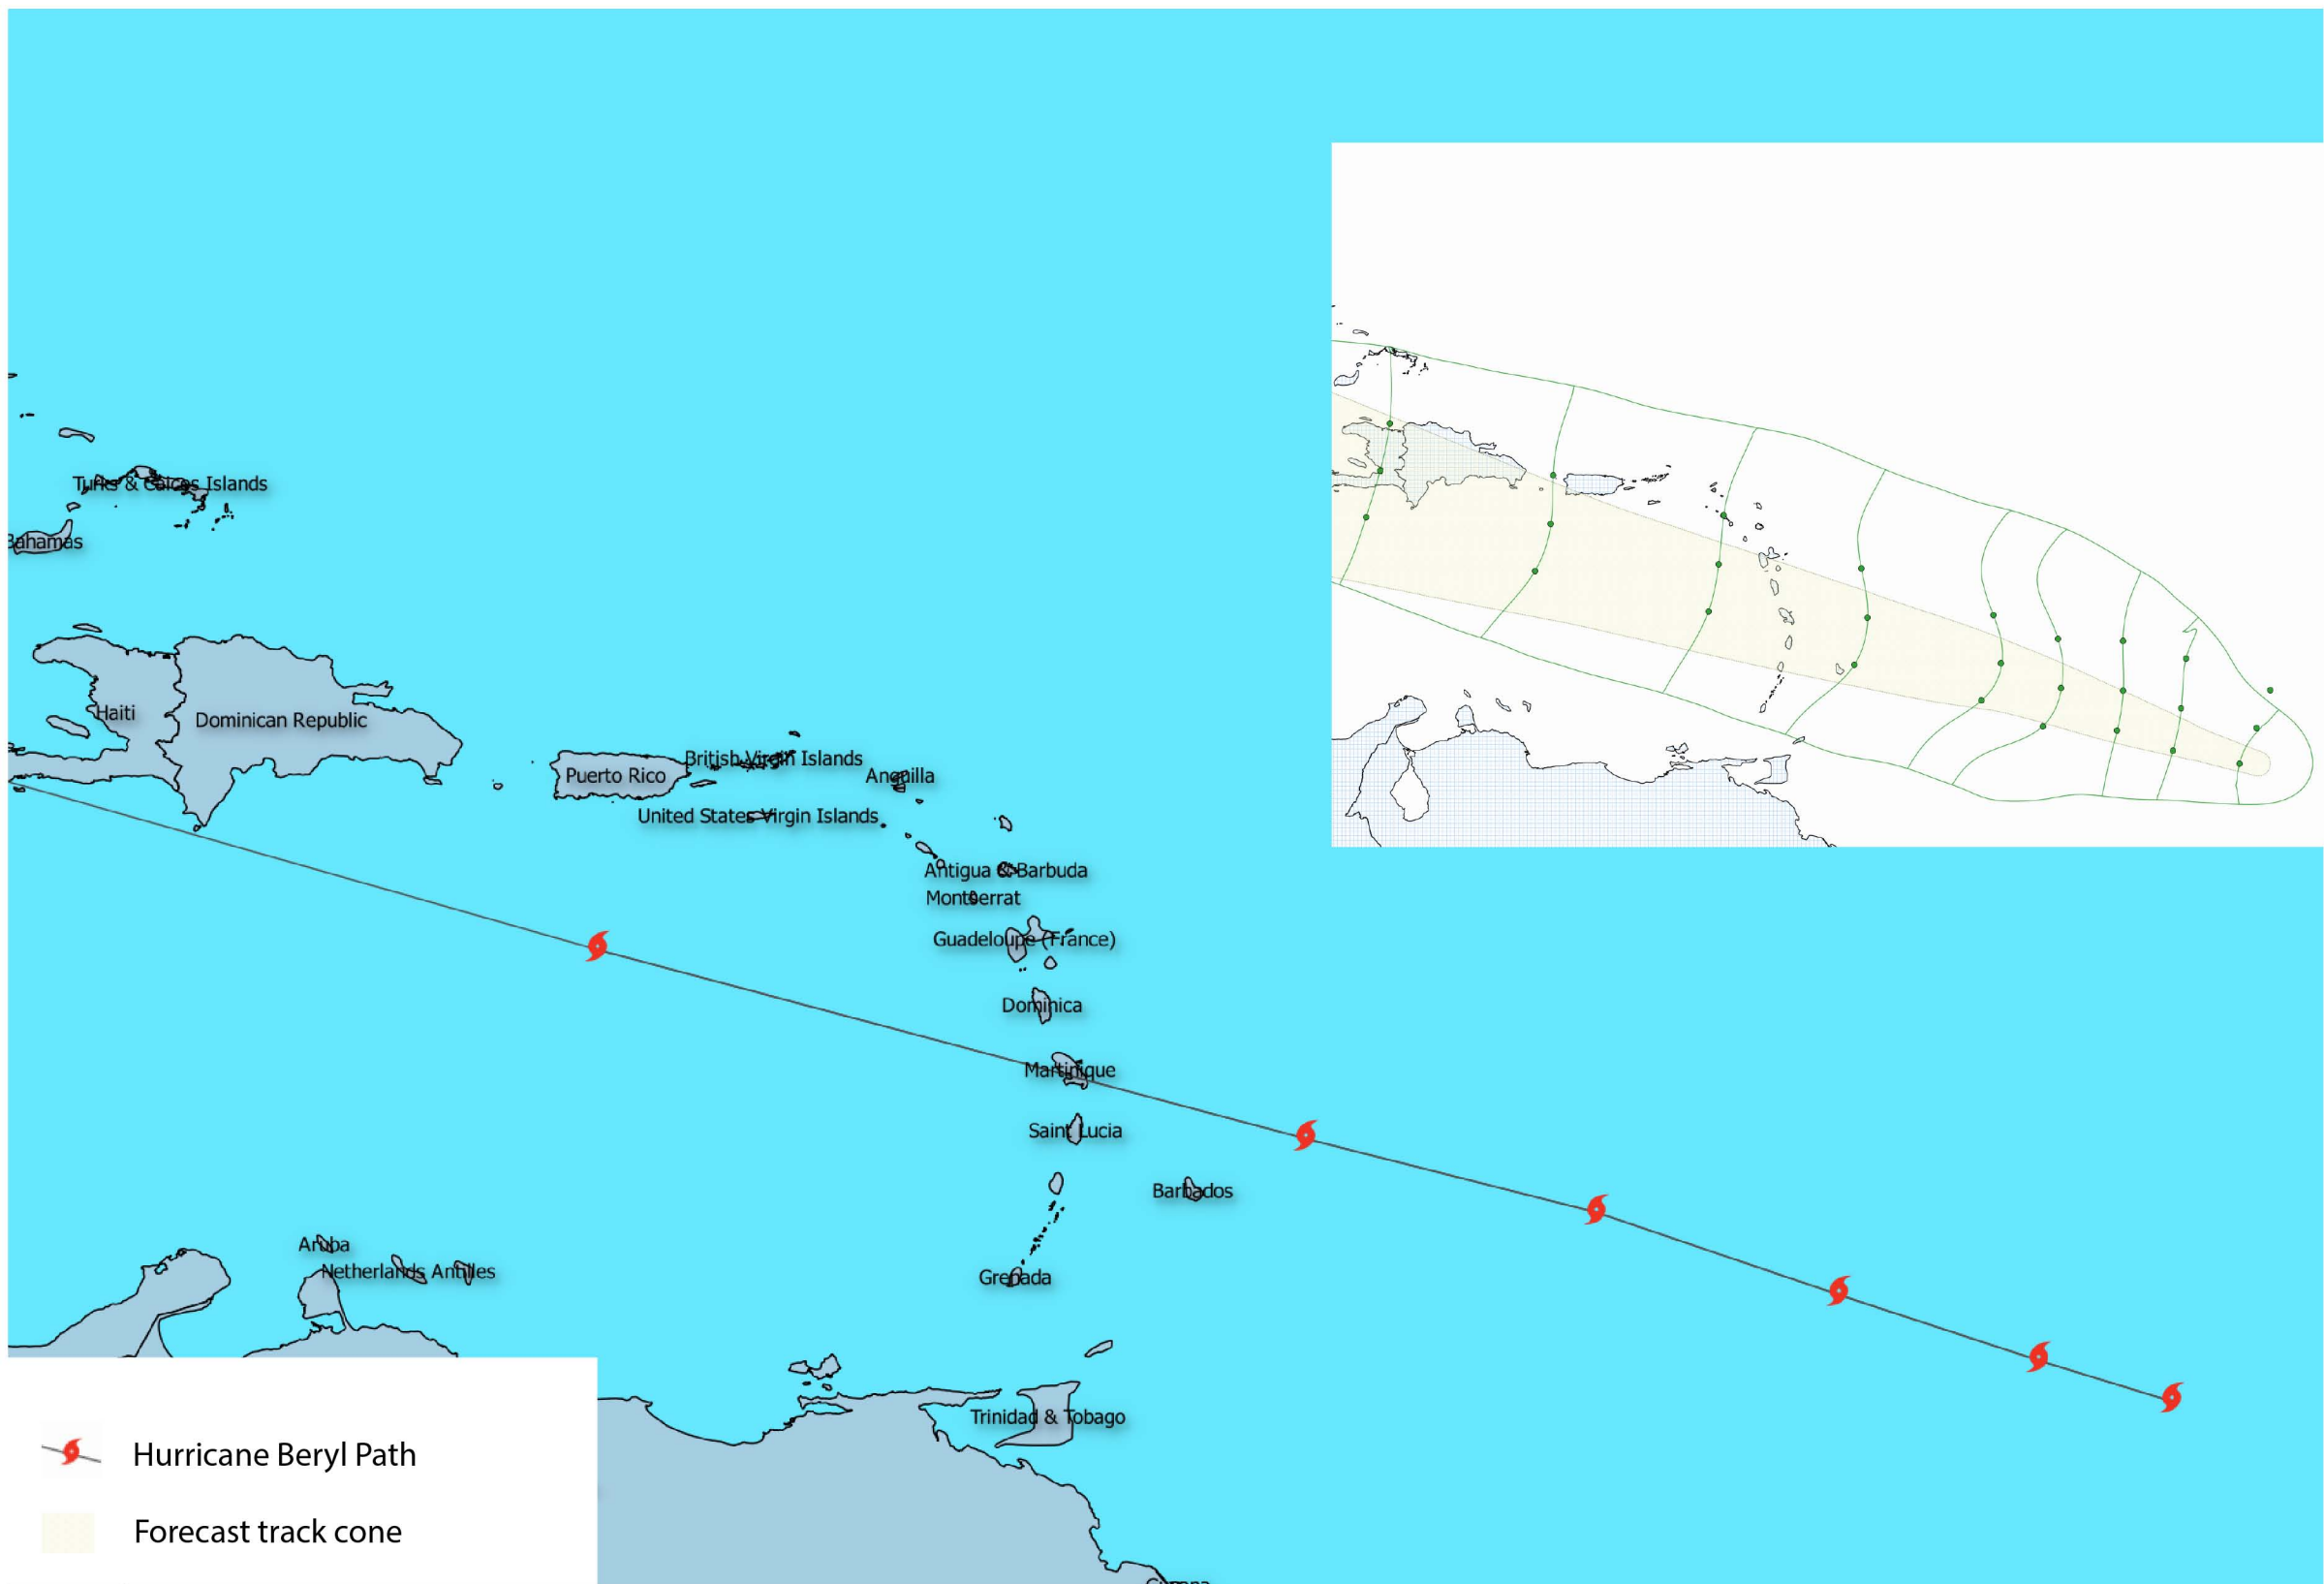 Turks & Caicos Islands
Bahamas
Haiti
Dominican Republic
Puerto Rico
British Virgin Islands
United States Virgin Islands
Anguilla
Antigua & Barbuda
Montserrat
Guadeloupe (France)
Dominica
Martinique
Saint Lucia
Barbados
Aruba
Netherlands Antilles
Grenada
Trinidad & Tobago
Hurricane Beryl Path
Forecast track cone